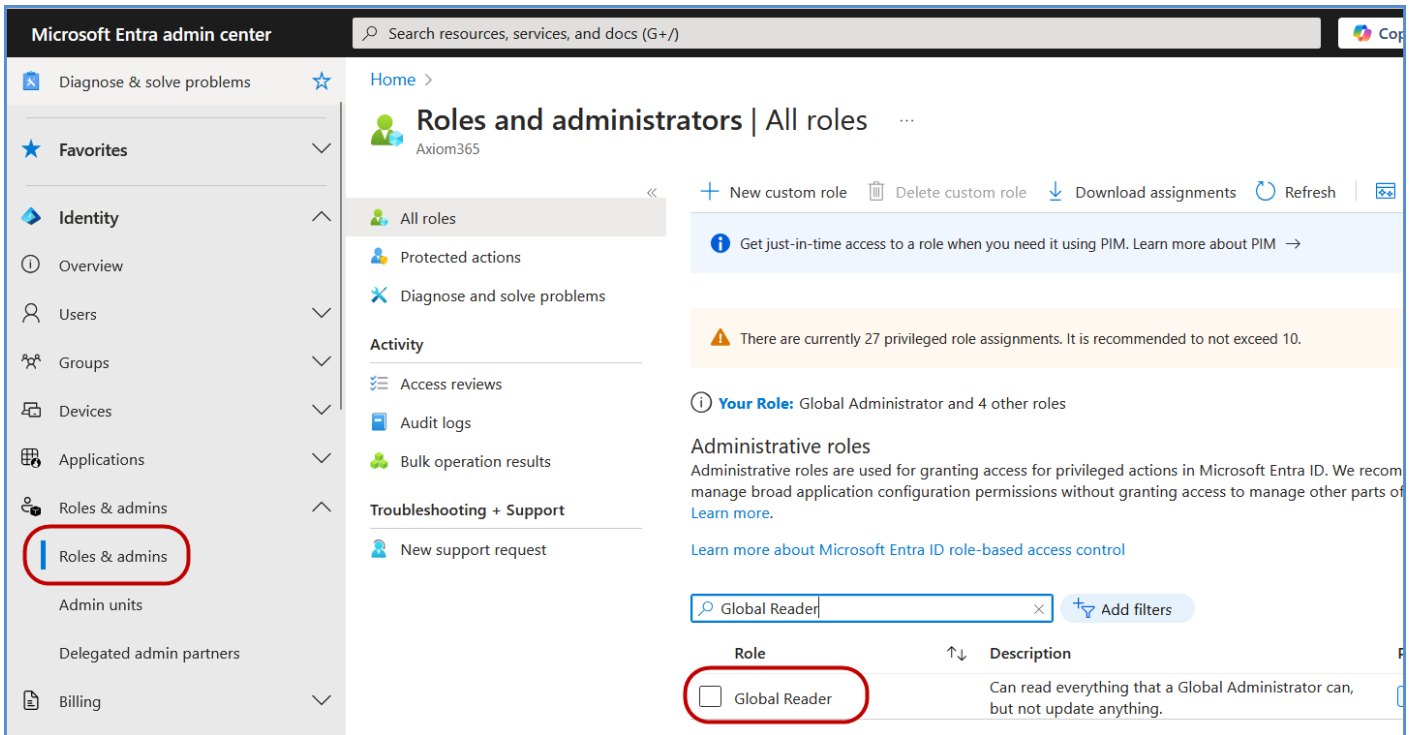 Microsoft Entra admin center
Search resources, services, and docs (G+/)
Diagnose & solve problems
Favorites
Identity
Overview
Users
Groups
Devices
Applications
Roles & admins
Roles & admins
Admin units
Delegated admin partners
Billing
Home
Roles and administrators | All roles
Axiom365
All roles
Protected actions
Diagnose and solve problems
Activity
Access reviews
Audit logs
Bulk operation results
Troubleshooting + Support
New support request
New custom role
Delete custom role
Download assignments
Refresh
Get just-in-time access to a role when you need it using PIM. Learn more about PIM →
There are currently 27 privileged role assignments. It is recommended to not exceed 10.
Your Role: Global Administrator and 4 other roles
Administrative roles
Administrative roles are used for granting access for privileged actions in Microsoft Entra ID. We recom
manage broad application configuration permissions without granting access to manage other parts of
Learn more.
Learn more about Microsoft Entra ID role-based access control
Global Reader
Add filters
Role
Description
Global Reader
Can read everything that a Global Administrator can,
but not update anything.